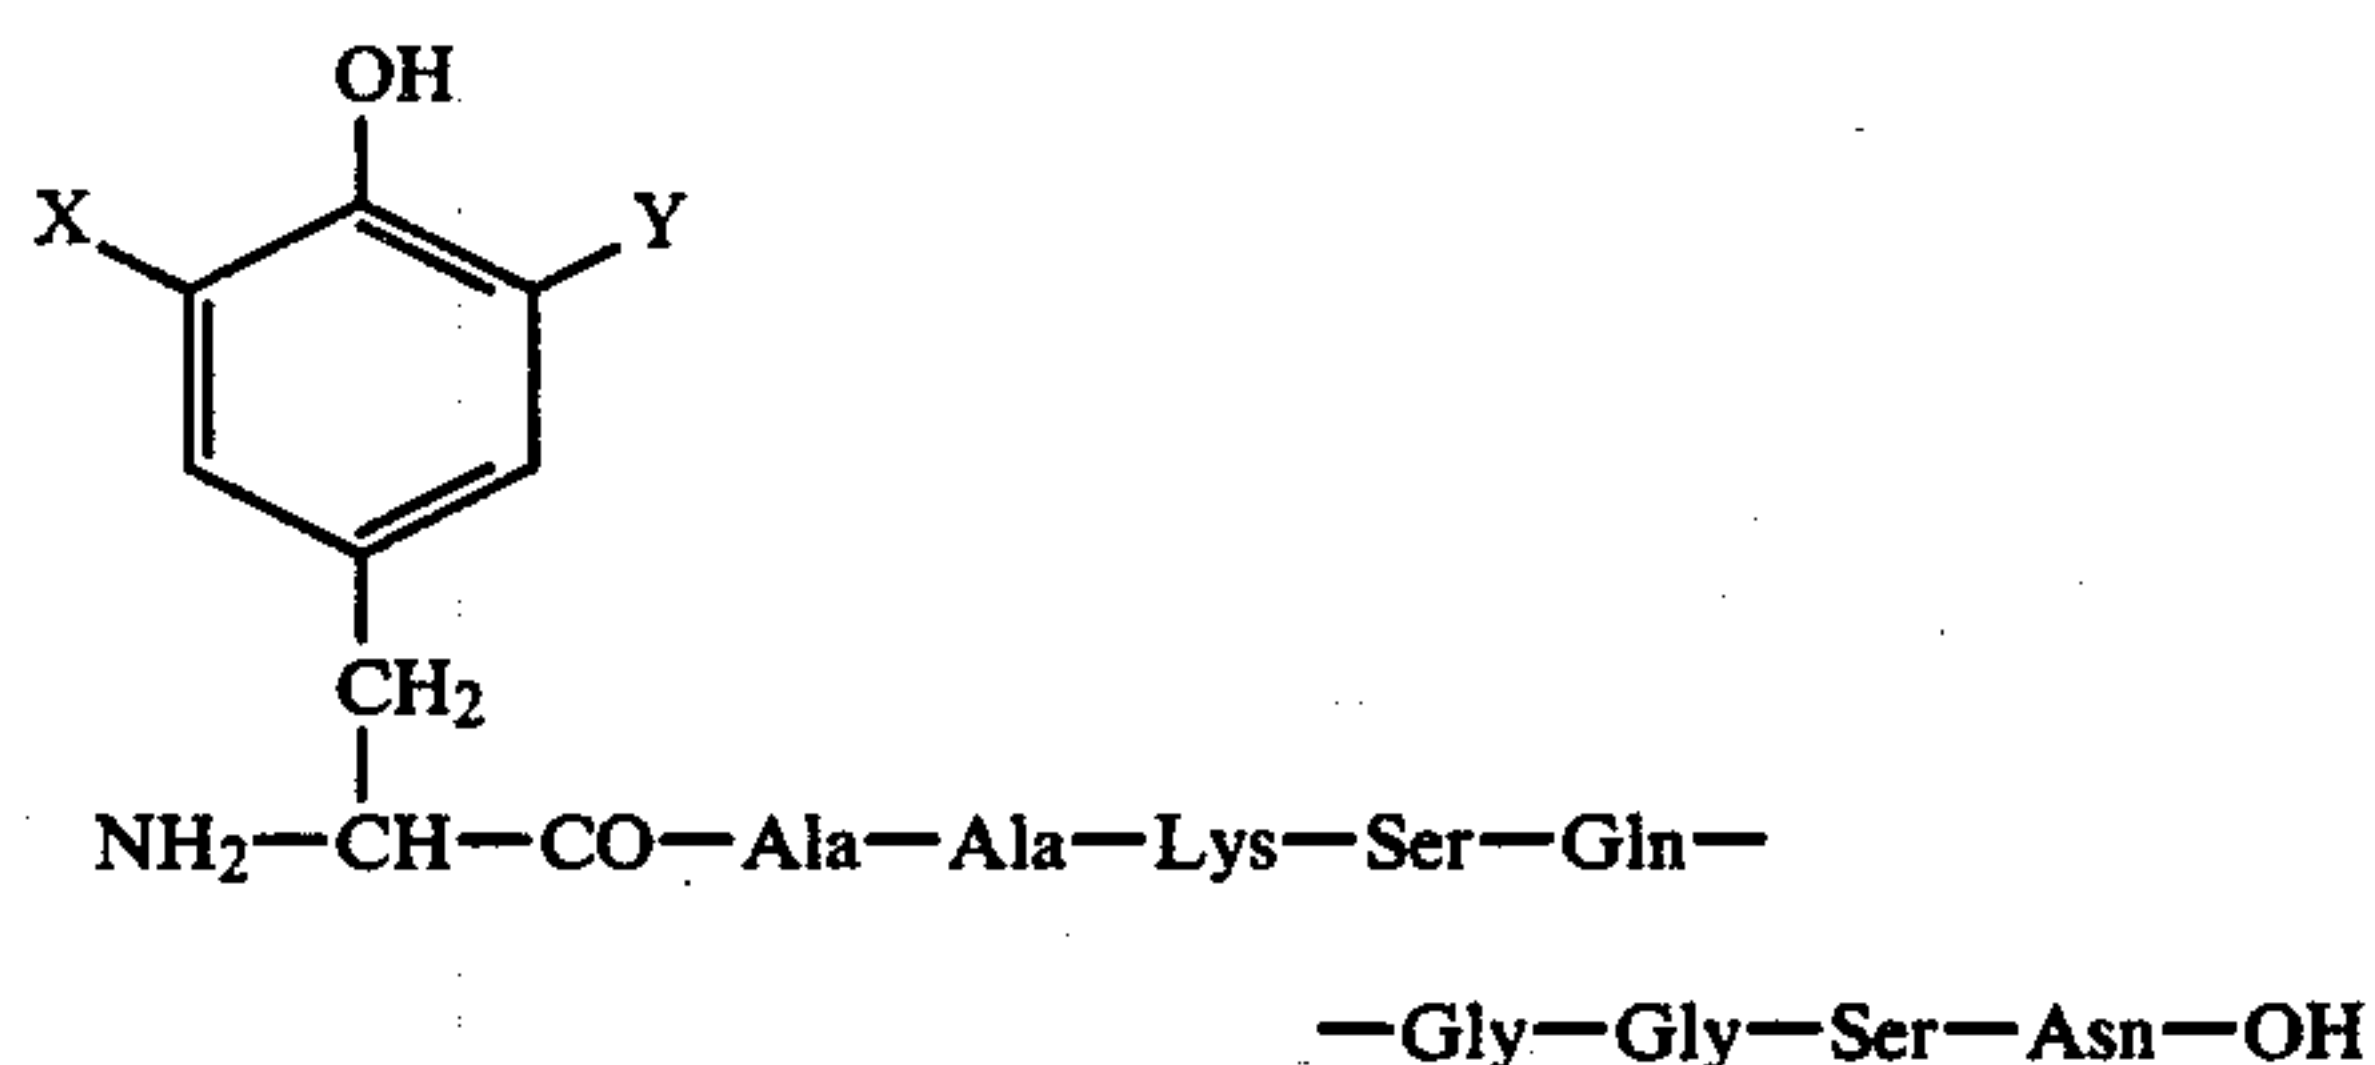 OH
X
Y
CH2
NH2—CH—CO—Ala—Ala—Lys—Ser—Gln—
—Gly—Gly—Ser—Asn—OH